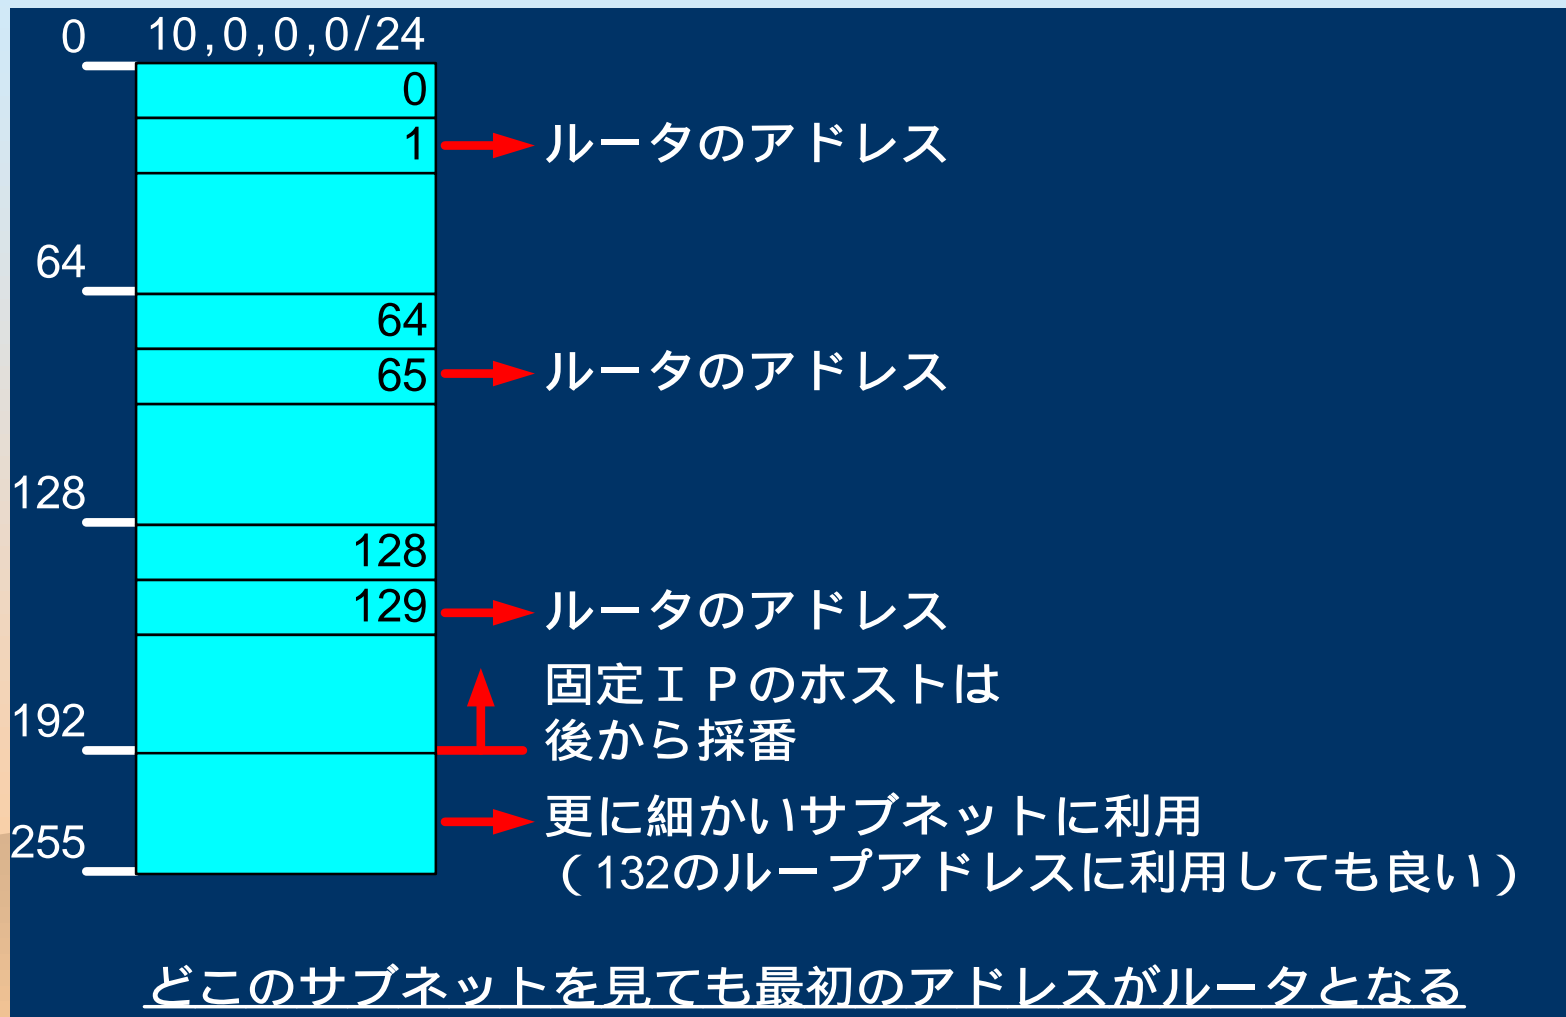 0
10,0,0,0/24
0
1
ルータのアドレス
64
64
65
ルータのアドレス
128
128
129
ルータのアドレス
固定ＩＰのホストは
後から採番
192
更に細かいサブネットに利用
（132のループアドレスに利用しても良い）
255
どこのサブネットを見ても最初のアドレスがルータとなる